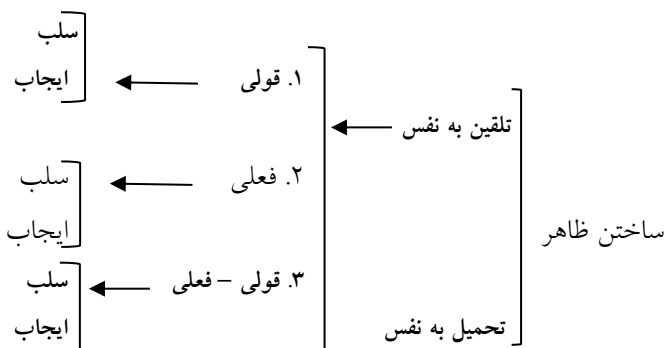 ساختن ظاهر
تلقین به نفس
تحمیل به نفس
۱. قولی
سلب
ایجاب
۲. فعلی
سلب
ایجاب
۳. قولی – فعلی
سلب
ایجاب